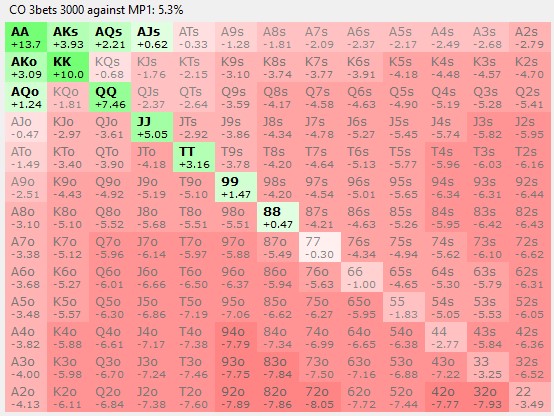 CO 3bets 3000 against MP1: 5.3%
AA AKs AQs AJs ATs A9s A8s A7s A6s A5s A4s A3s A2s
+13.7 +3.93 +2.21 +0.62 -0.33 -1.28 -1.81 -2.09 -2.37 -2.17 -2.49 -2.68 -2.79
AKo KK KQs KJs KTs K9s K8s K7s K6s K5s K4s K3s K2s
+3.09 +10.0 -0.68 -1.76 -2.15 -3.10 -3.74 -3.77 -3.91 -4.18 -4.48 -4.57 -4.70
AQo KQo QQ QJs QTs Q9s Q8s Q7s Q6s Q5s Q4s Q3s Q2s
+1.24 -1.81 +7.46 -2.37 -2.64 -3.59 -4.17 -4.58 -4.63 -4.90 -5.19 -5.28 -5.41
AJo KJo QJo JJ JTs J9s J8s J7s J6s J5s J4s J3s J2s
-0.47 -2.97 -3.61 +5.05 -2.92 -3.86 -4.34 -4.78 -5.27 -5.45 -5.74 -5.82 -5.95
ATo KTo QTo JTo TT T9s T8s T7s T6s T5s T4s T3s T2s
-1.49 -3.40 -3.90 -4.18 +3.16 -3.78 -4.20 -4.64 -5.13 -5.77 -5.96 -6.03 -6.16
A9o K9o Q9o J9o T9o 99 98s 97s 96s 95s 94s 93s 92s
-2.51 -4.43 -4.92 -5.19 -5.10 +1.47 -4.20 -4.54 -5.01 -5.65 -6.34 -6.31 -6.44
A8o K8o Q8o J8o T8o 98o 88 87s 86s 85s 84s 83s 82s
-3.10 -5.10 -5.52 -5.68 -5.51 -5.51 +0.47 -4.21 -4.63 -5.26 -5.95 -6.42 -6.43
A7o K7o Q7o J7o T7o 97o 87o 77 76s 75s 74s 73s 72s
-3.38 -5.12 -5.96 -6.14 -5.97 -5.88 -5.49 -0.30 -4.34 -4.94 -5.62 -6.10 -6.62
A6o K6o Q6o J6o T6o 96o 86o 76o 66 65s 64s 63s 62s
-3.68 -5.27 -6.01 -6.66 -6.50 -6.37 -5.94 -5.63 -1.00 -4.65 -5.30 -5.79 -6.31
A5o K5o Q5o J5o T5o 95o 85o 75o 65o 55 54s 53s 52s
-3.48 -5.57 -6.30 -6.86 -7.19 -7.06 -6.62 -6.27 -5.95 -1.83 -5.05 -5.53 -6.05
A4o K4o Q4o J4o T4o 94o 84o 74o 64o 54o 44 43s 42s
-3.82 -5.88 -6.61 -7.17 -7.38 -7.79 -7.34 -6.99 -6.65 -6.38 -2.77 -5.84 -6.36
A3o K3o Q3o J3o T3o 93o 83o 73o 63o 53o 43o 33 32s
-4.00 -5.98 -6.70 -7.24 -7.46 -7.75 -7.84 -7.50 -7.16 -6.88 -7.22 -3.25 -6.52
A2o K2o Q2o J2o T2o 92o 82o 72o 62o 52o 42o 32o 22
-4.13 -6.11 -6.84 -7.38 -7.60 -7.89 -7.86 -8.05 -7.72 -7.44 -7.77 -7.93 -3.49